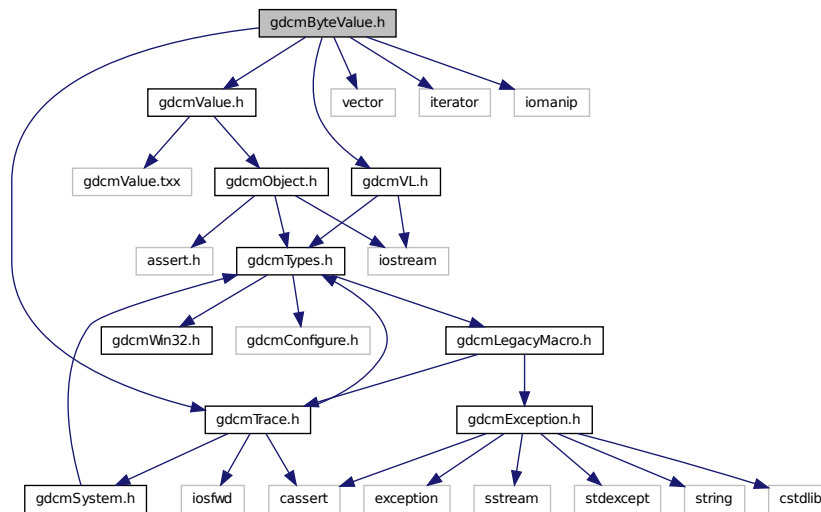 gdcmByteValue.h
gdcmValue.h
vector
iterator
iomanip
gdcmValue.txx
gdcmObject.h
gdcmVL.h
assert.h
gdcmTypes.h
iostream
gdcmWin32.h
gdcmConfigure.h
gdcmLegacyMacro.h
gdcmTrace.h
gdcmException.h
gdcmSystem.h
iosfwd
cassert
exception
sstream
stdexcept
string
cstdlib